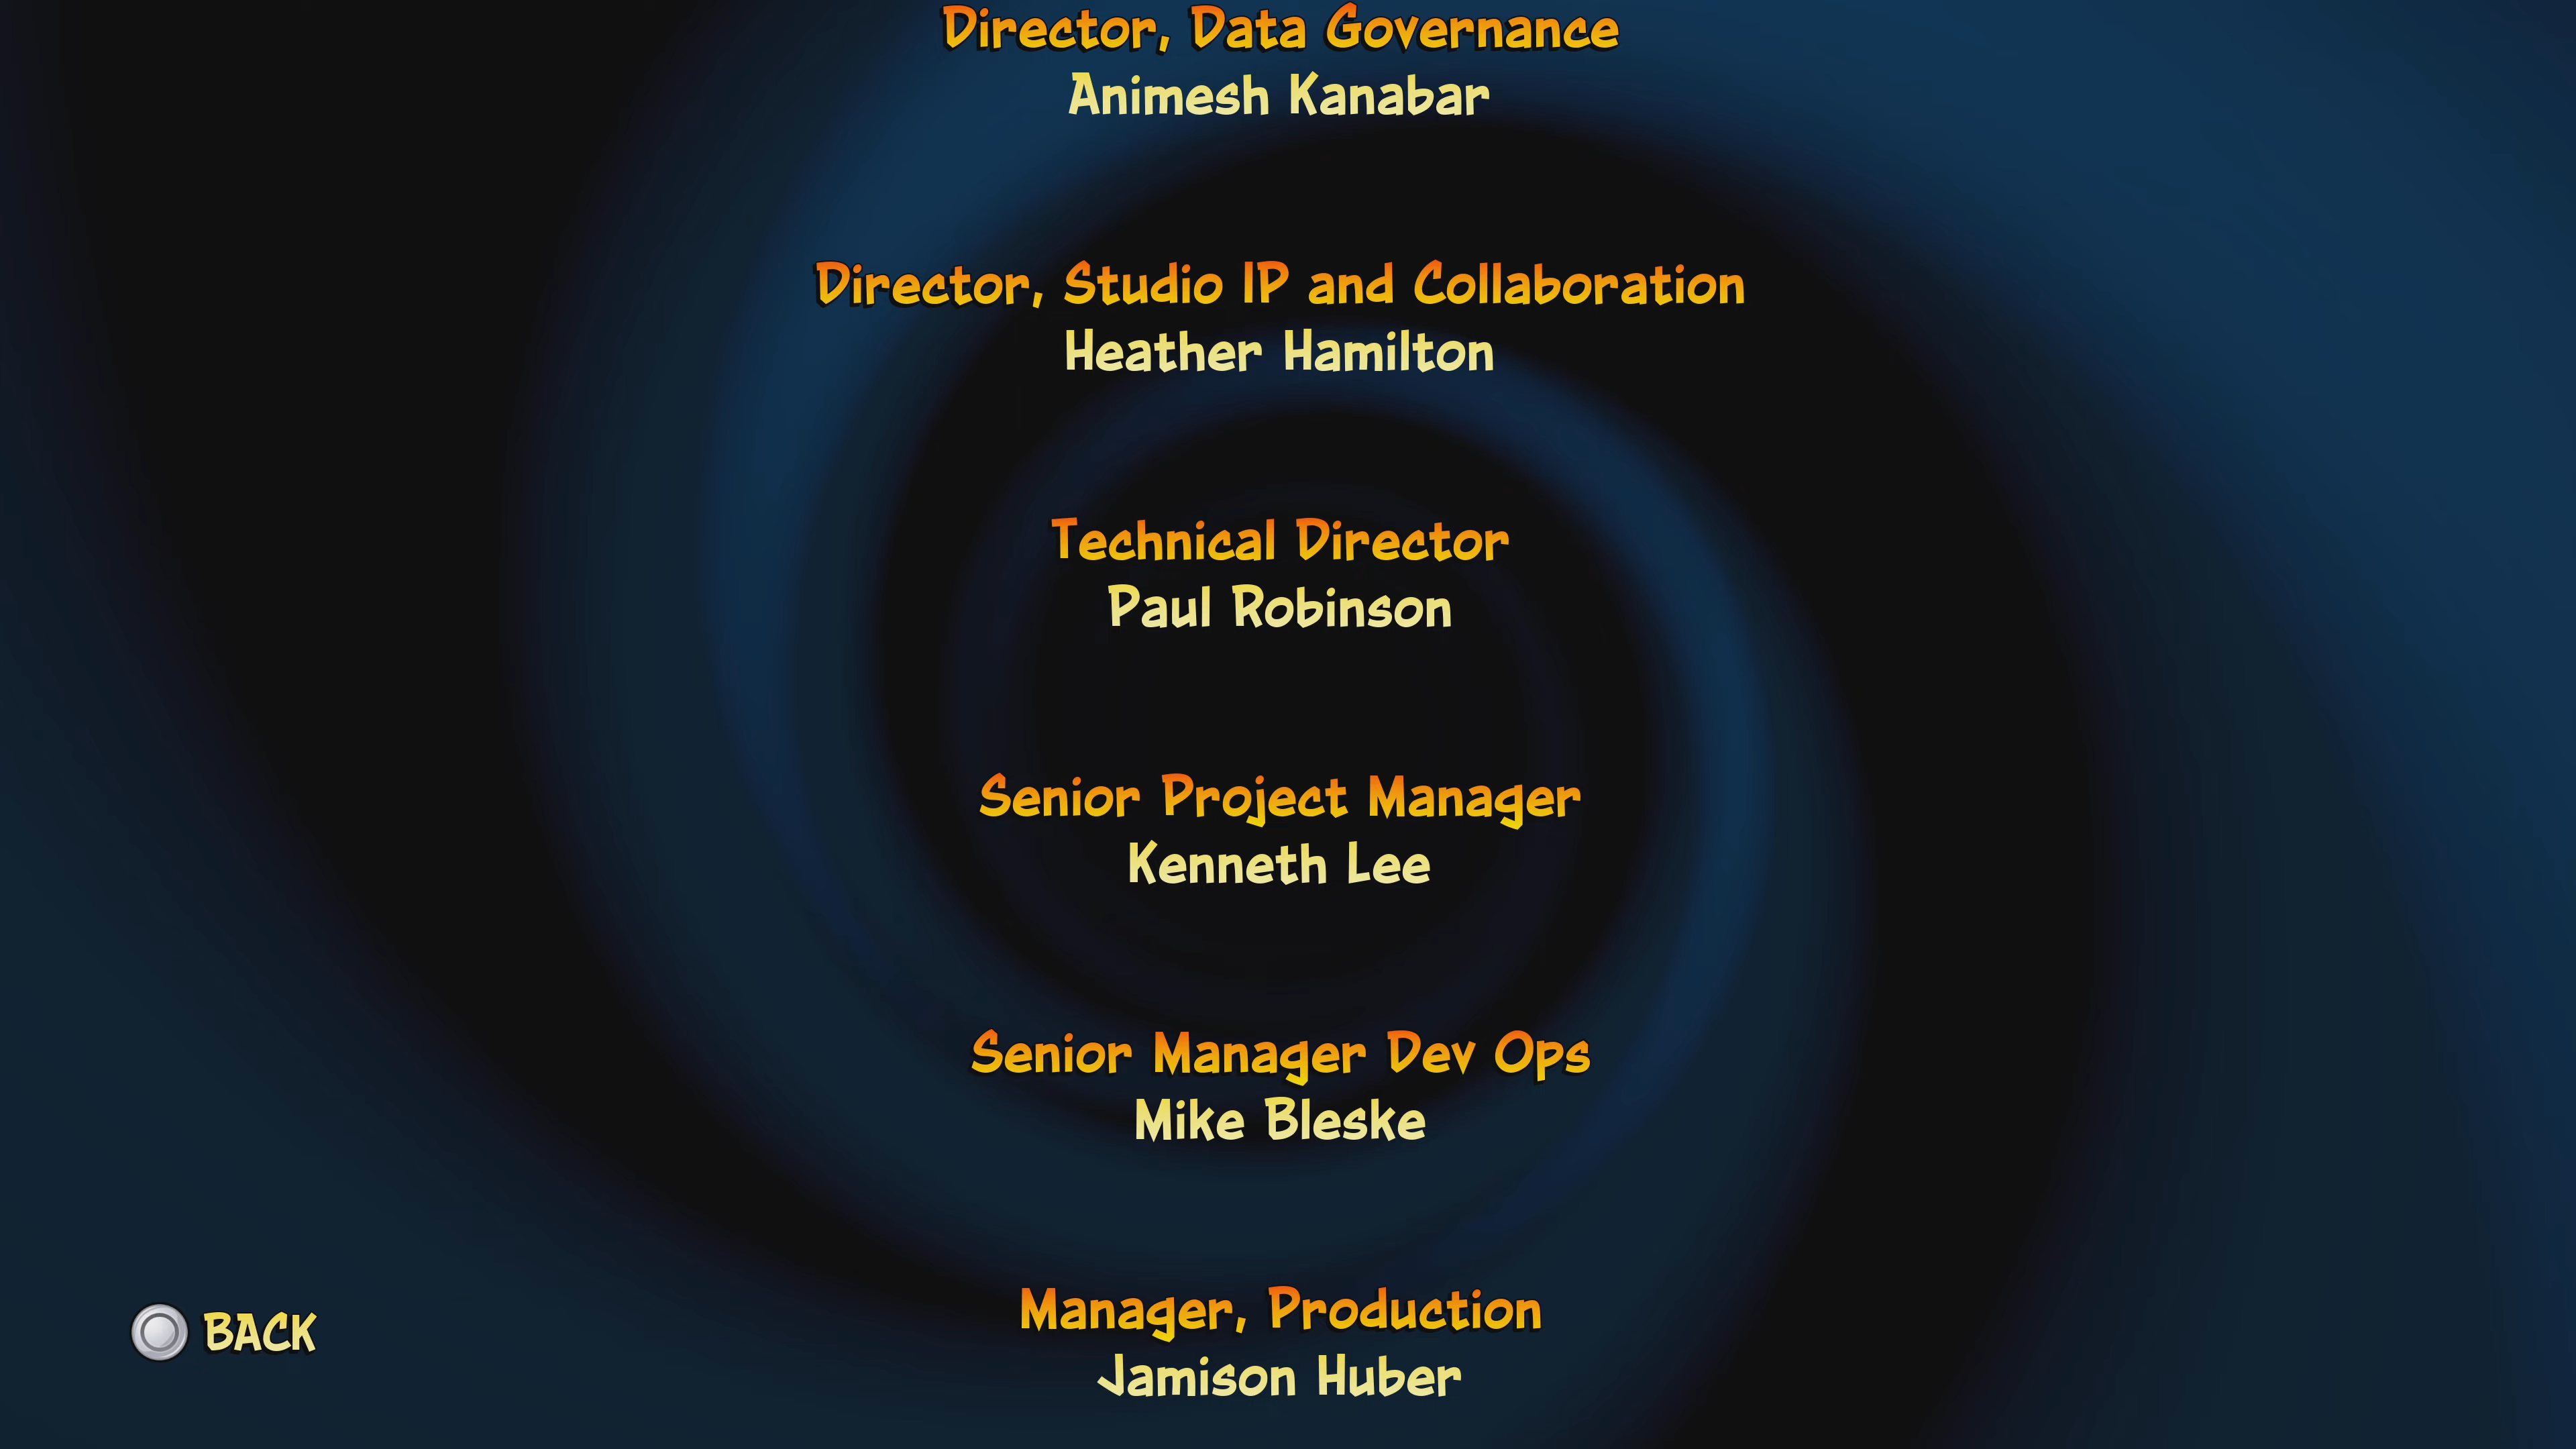 Director, Data Governance
Animesh Kanabar
Director, Studio IP and Collaboration
Heather Hamilton
Technical Director
Paul Robinson
Senior Project Manager
Kenneth Lee
Senior Manager Dev Ops
Mike Bleske
Manager, Production
Jamison Huber
BACK